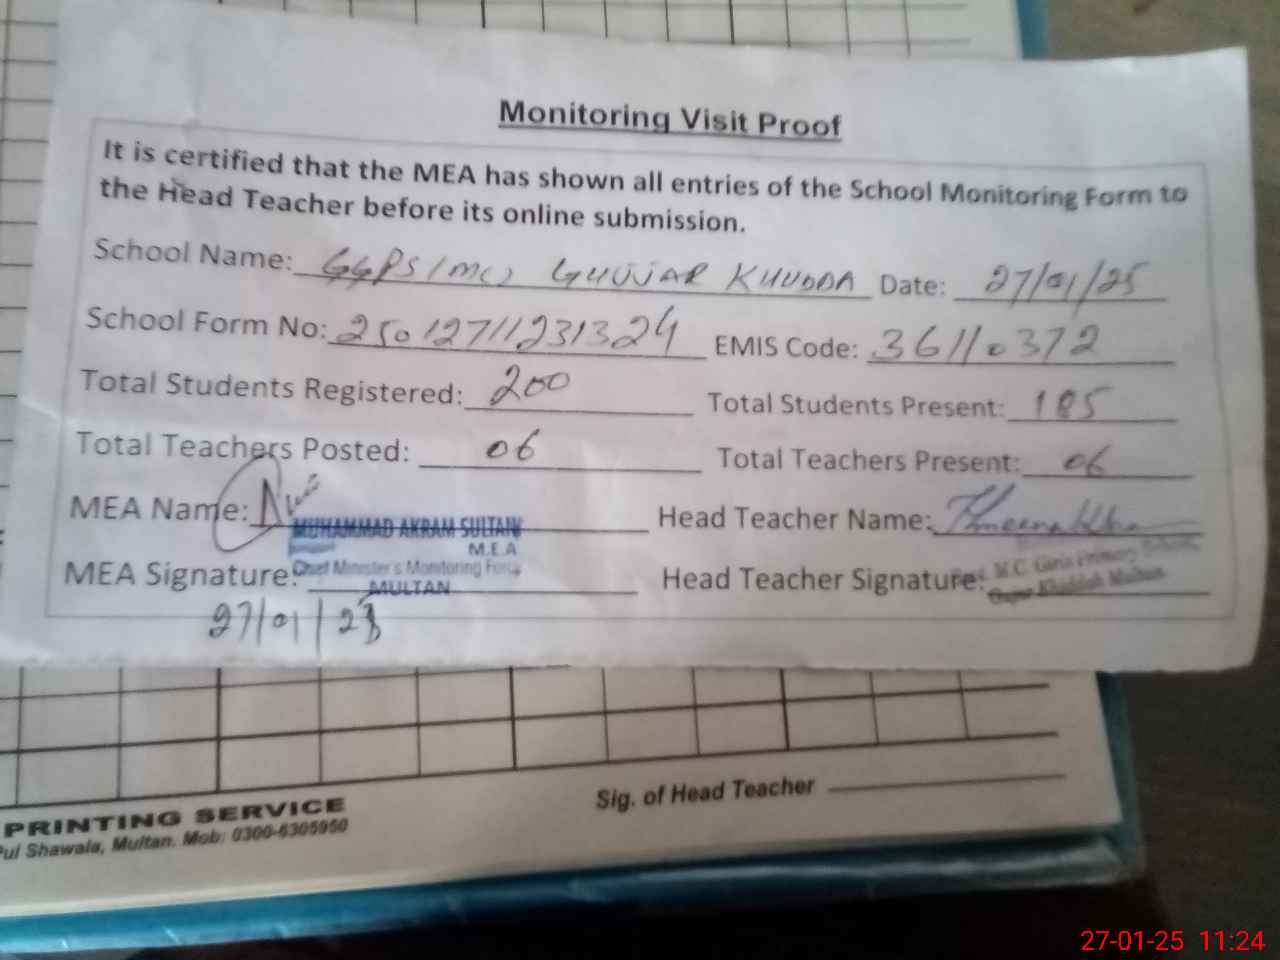 Monitoring Visit Proof
It is certified that the MEA has shown all entries of the School Monitoring Form to
the Head Teacher before its online submission.
School Name: GGPS/MC, GUJJAR KHUDDA Date: 27/01/25
School Form No: 25012711231324 EMIS Code: 36110372
Total Students Registered: 200 Total Students Present: 185
Total Teachers Posted: 06 Total Teachers Present: 06
MEA Name: Head Teacher Name:
MUHAMMAD AKRAM SULTAN
M.E.A
Chief Minister's Monitoring Force
MULTAN
MEA Signature: Head Teacher Signature:
M.C. Girls Primary School
Multan
27/01/25
PRINTING SERVICE
Pul Shawala, Multan. Mob: 0300-6305950
Sig. of Head Teacher
27-01-25 11:24